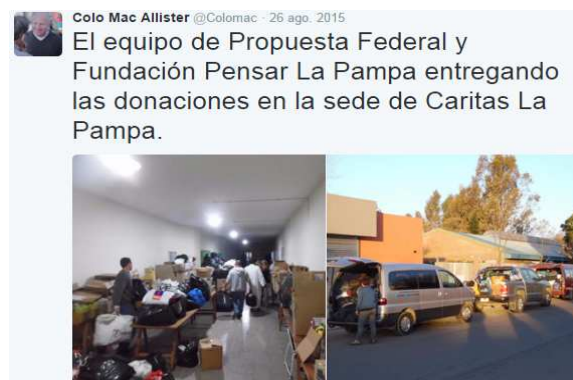 Colo Mac Allister @Colomac · 26 ago. 2015
El equipo de Propuesta Federal y
Fundación Pensar La Pampa entregando
las donaciones en la sede de Caritas La
Pampa.